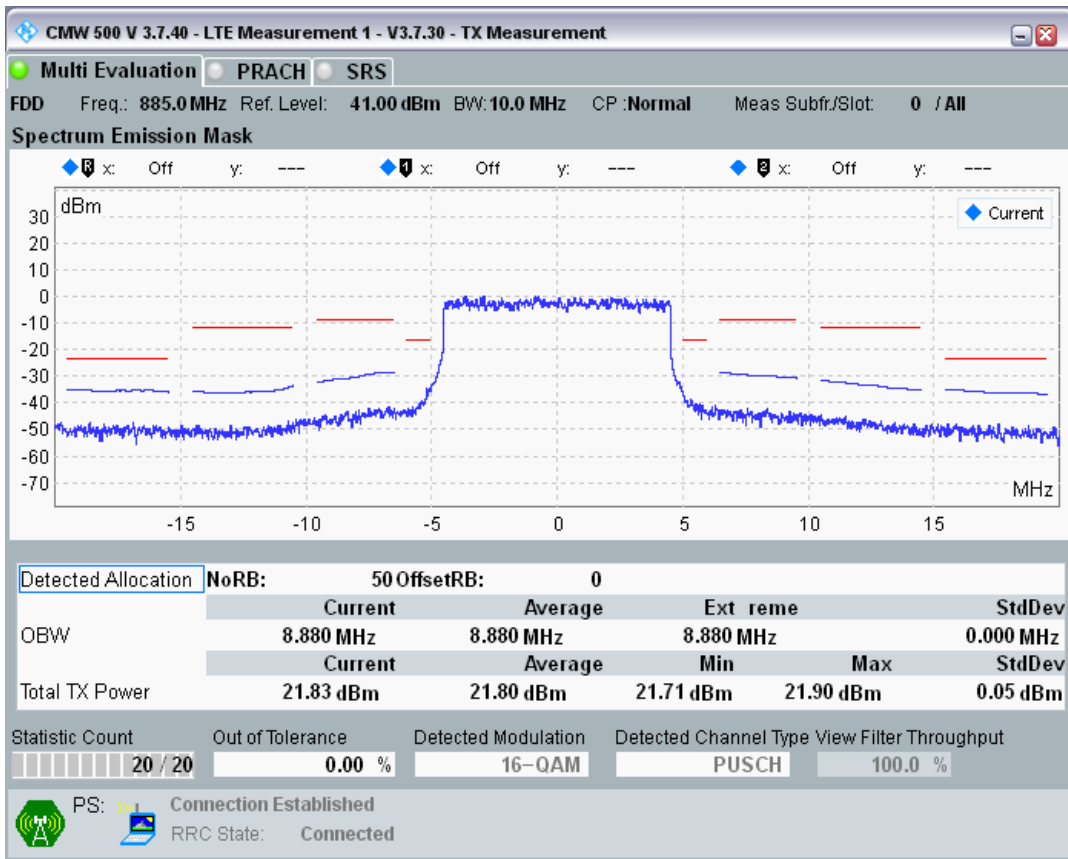 CMW 500 V 3.7.40 - LTE Measurement 1 - V3.7.30 - TX Measurement
Multi Evaluation PRACH SRS
FDD Freq.: 885.0 MHz Ref. Level: 41.00 dBm BW: 10.0 MHz CP :Normal Meas Subfr./Slot: 0 / All
Spectrum Emission Mask
R x: Off y: --- 1 x: Off y: --- 2 x: Off y: ---
dBm
Current
30
20
10
0
-10
-20
-30
-40
-50
-60
-70
MHz
-15 -10 -5 0 5 10 15
Detected Allocation NoRB: 50 OffsetRB: 0
Current Average Ext reme StdDev
OBW 8.880 MHz 8.880 MHz 8.880 MHz 0.000 MHz
Current Average Min Max StdDev
Total TX Power 21.83 dBm 21.80 dBm 21.71 dBm 21.90 dBm 0.05 dBm
Statistic Count Out of Tolerance Detected Modulation Detected Channel Type View Filter Throughput
20 / 20 0.00 % 16-QAM PUSCH 100.0 %
PS: Connection Established
RRC State: Connected